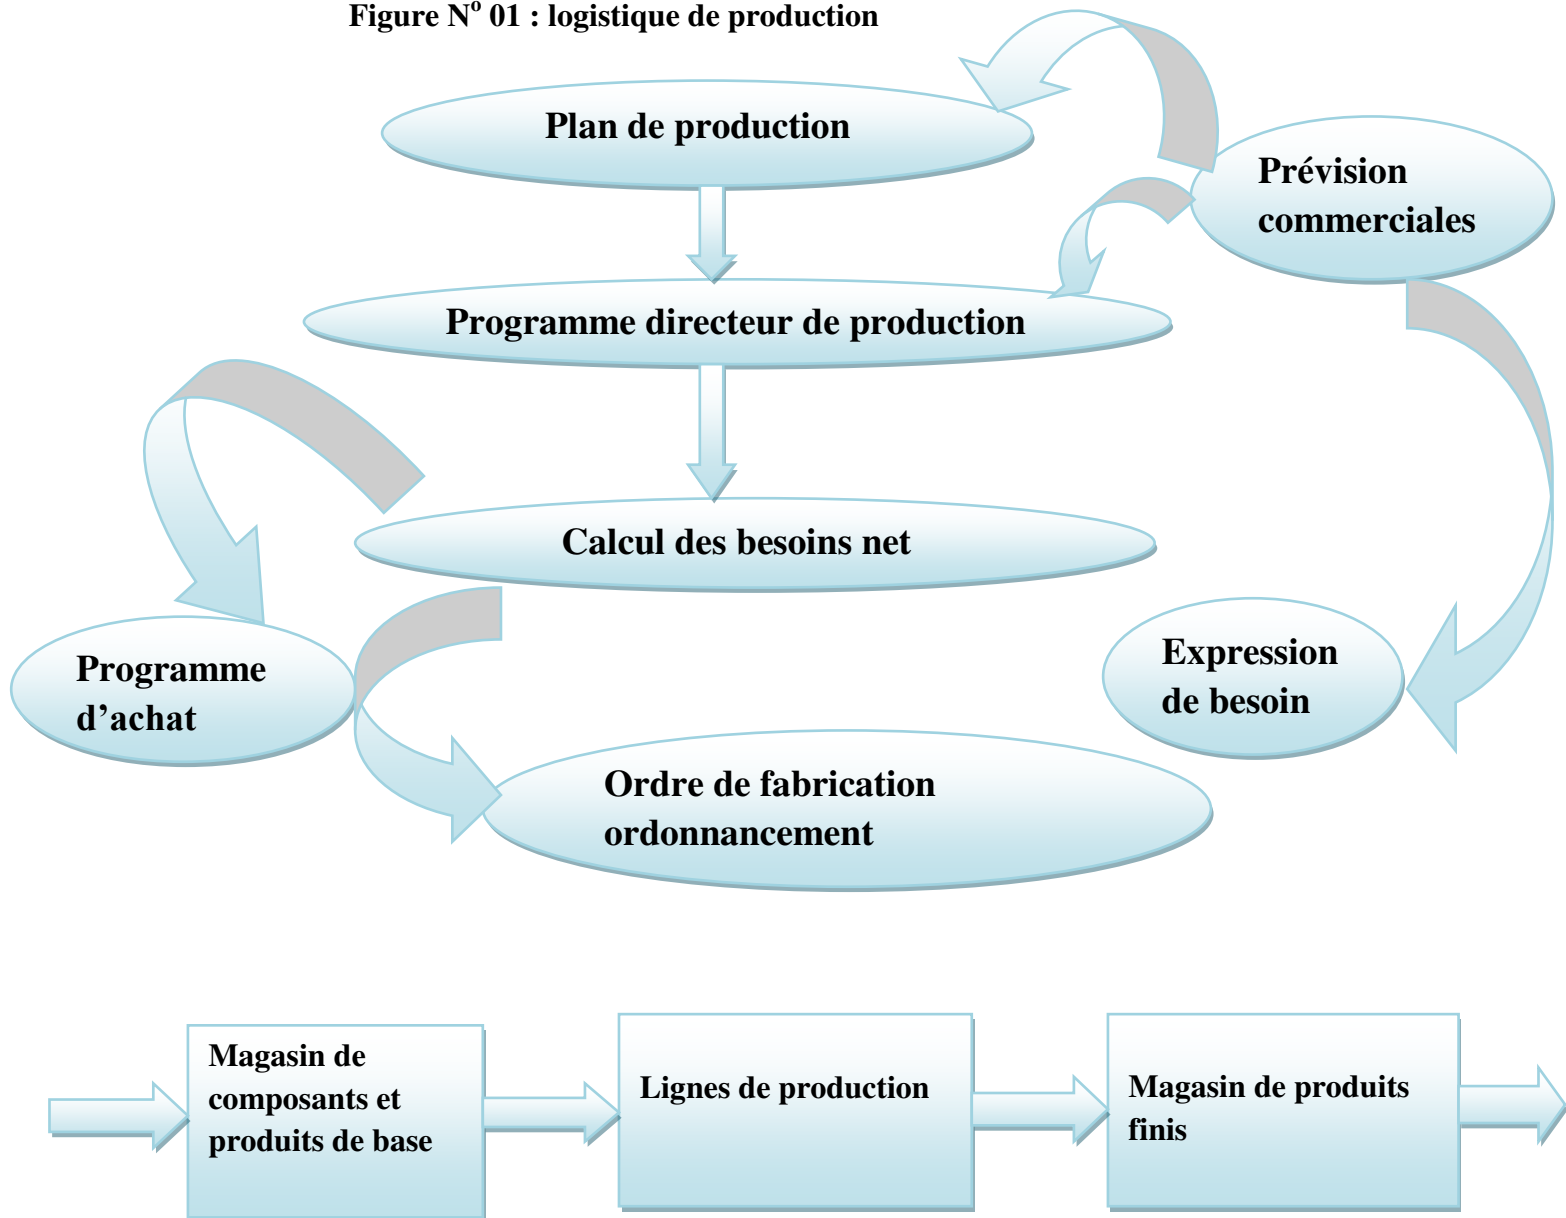 Figure Nº 01 : logistique de production
Plan de production
Prévision
commerciales
Programme directeur de production
Calcul des besoins net
Programme
d’achat
Expression
de besoin
Ordre de fabrication
ordonnancement
Magasin de
composants et
produits de base
Lignes de production
Magasin de produits
finis